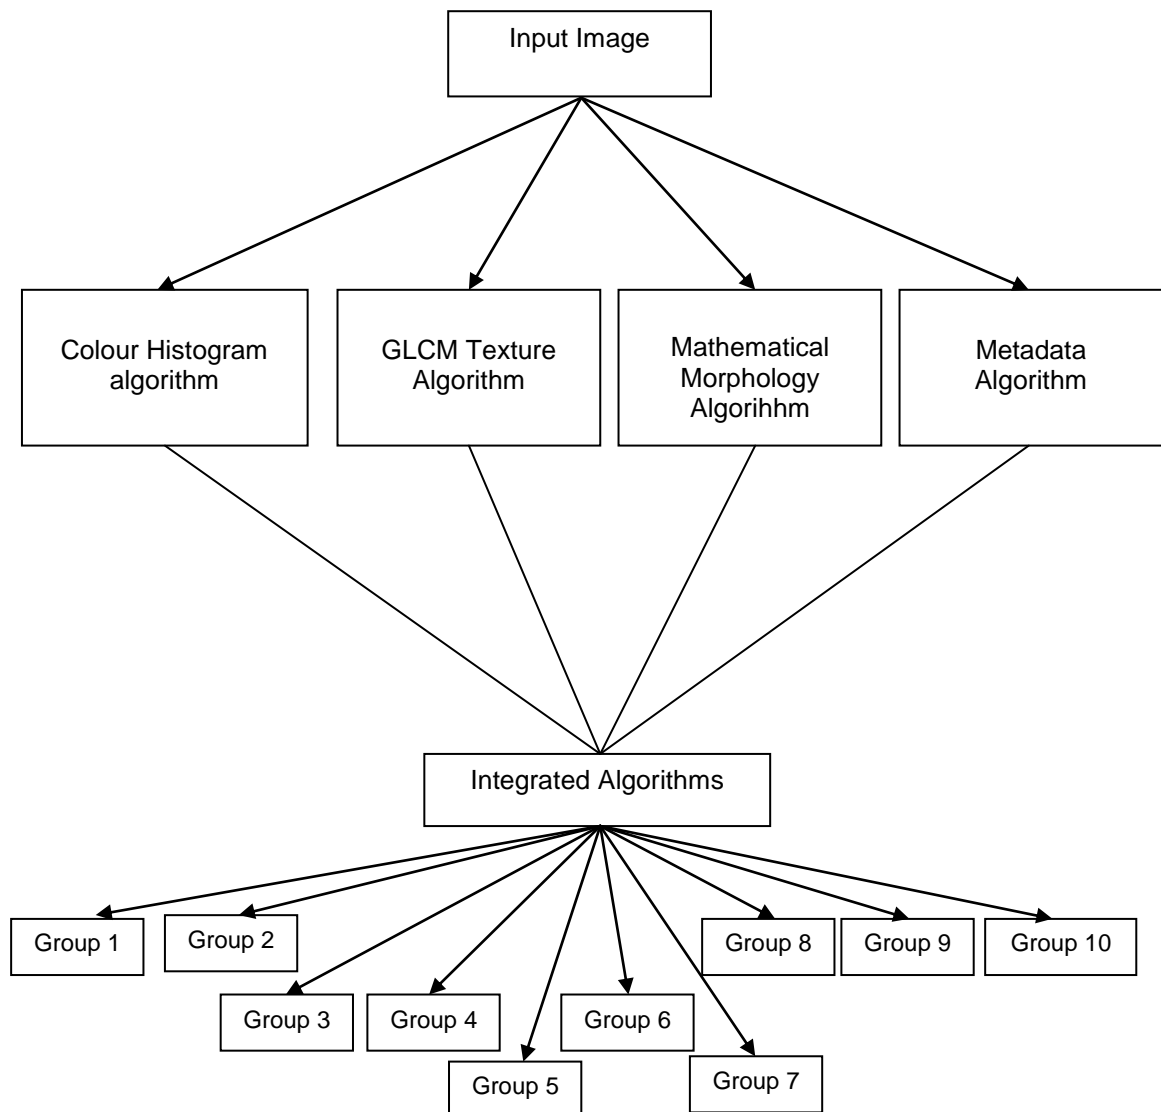 Input Image
Colour Histogram
algorithm
GLCM Texture
Algorithm
Mathematical
Morphology
Algorihhm
Metadata
Algorithm
Integrated Algorithms
Group 1
Group 2
Group 8
Group 9
Group 10
Group 3
Group 4
Group 6
Group 5
Group 7